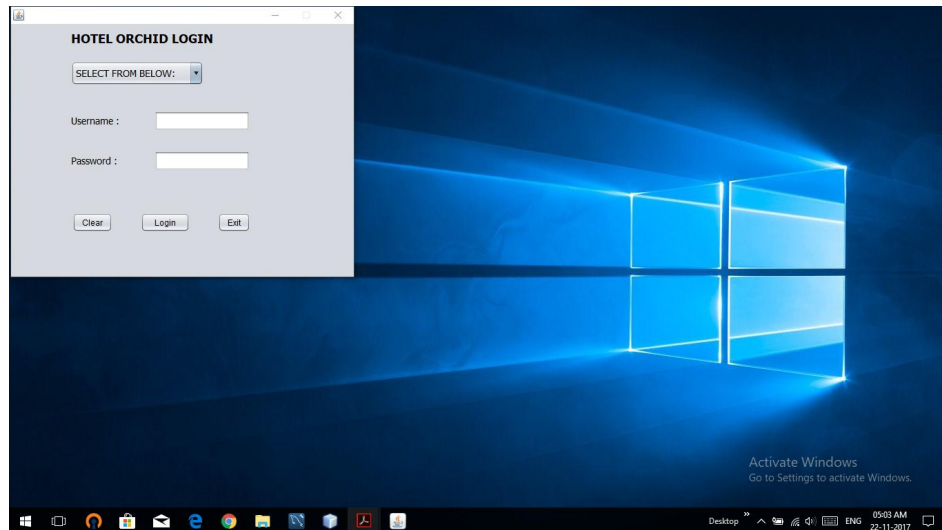 HOTEL ORCHID LOGIN
SELECT FROM BELOW:
Username :
Password :
Clear Login Exit
Activate Windows
Go to Settings to activate Windows.
Desktop ENG 05:03 AM
22-11-2017